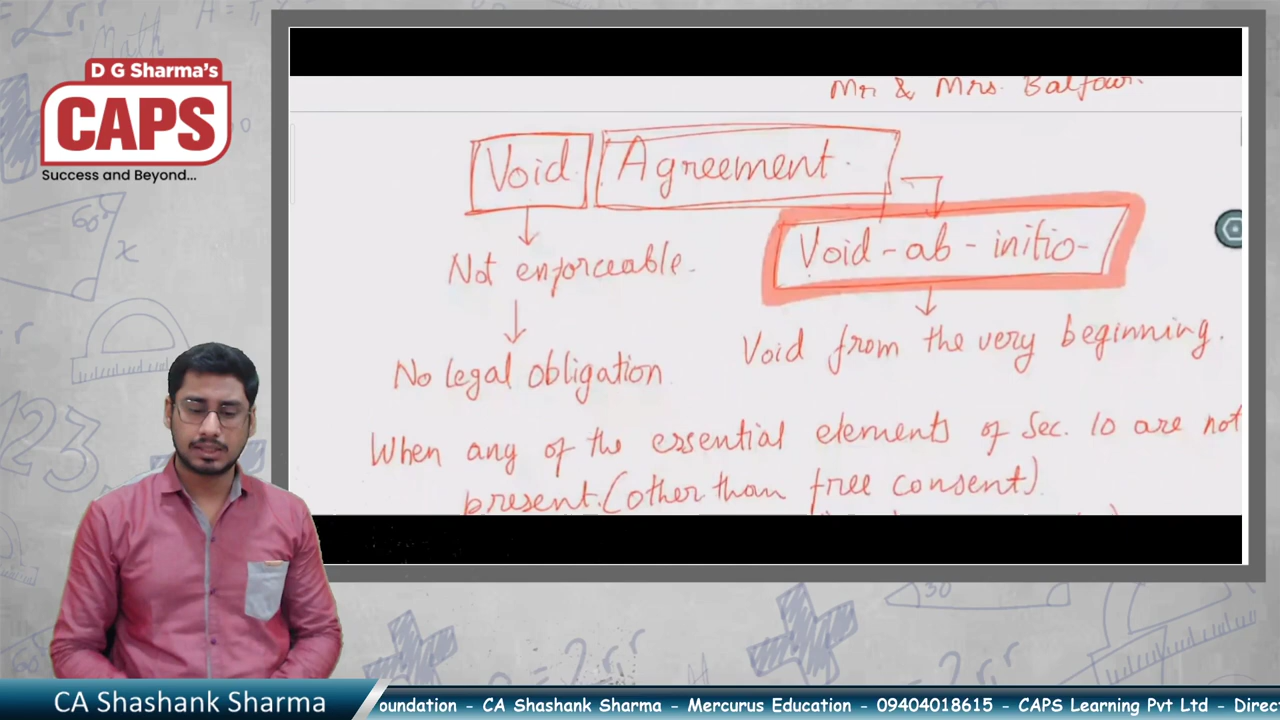 D G Sharma's
CAPS
Success and Beyond...
Mr. & Mrs. Balfour.
Void Agreement.
Void-ab-initio-
Not enforceable.
Void from the very beginning.
No legal obligation
When any of the essential elements of Sec. 10 are not
present. (other than free consent)
CA Shashank Sharma
oundation - CA Shashank Sharma - Mercurus Education - 09404018615 - CAPS Learning Pvt Ltd - Direc